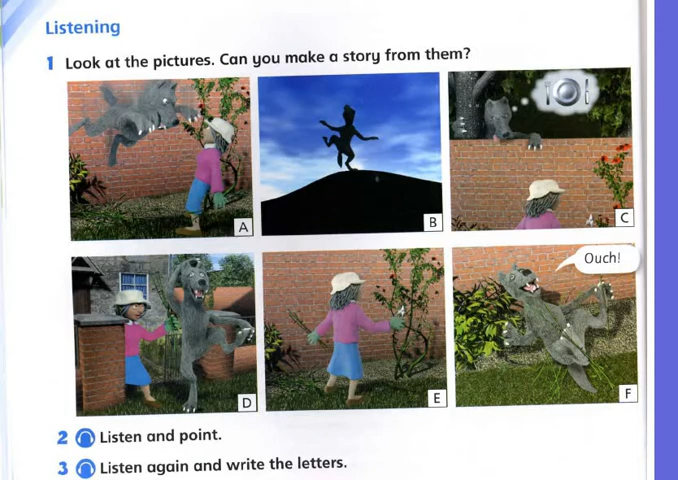 Listening
1 Look at the pictures. Can you make a story from them?
A
B
C
Ouch!
D
E
F
2 Listen and point.
3 Listen again and write the letters.